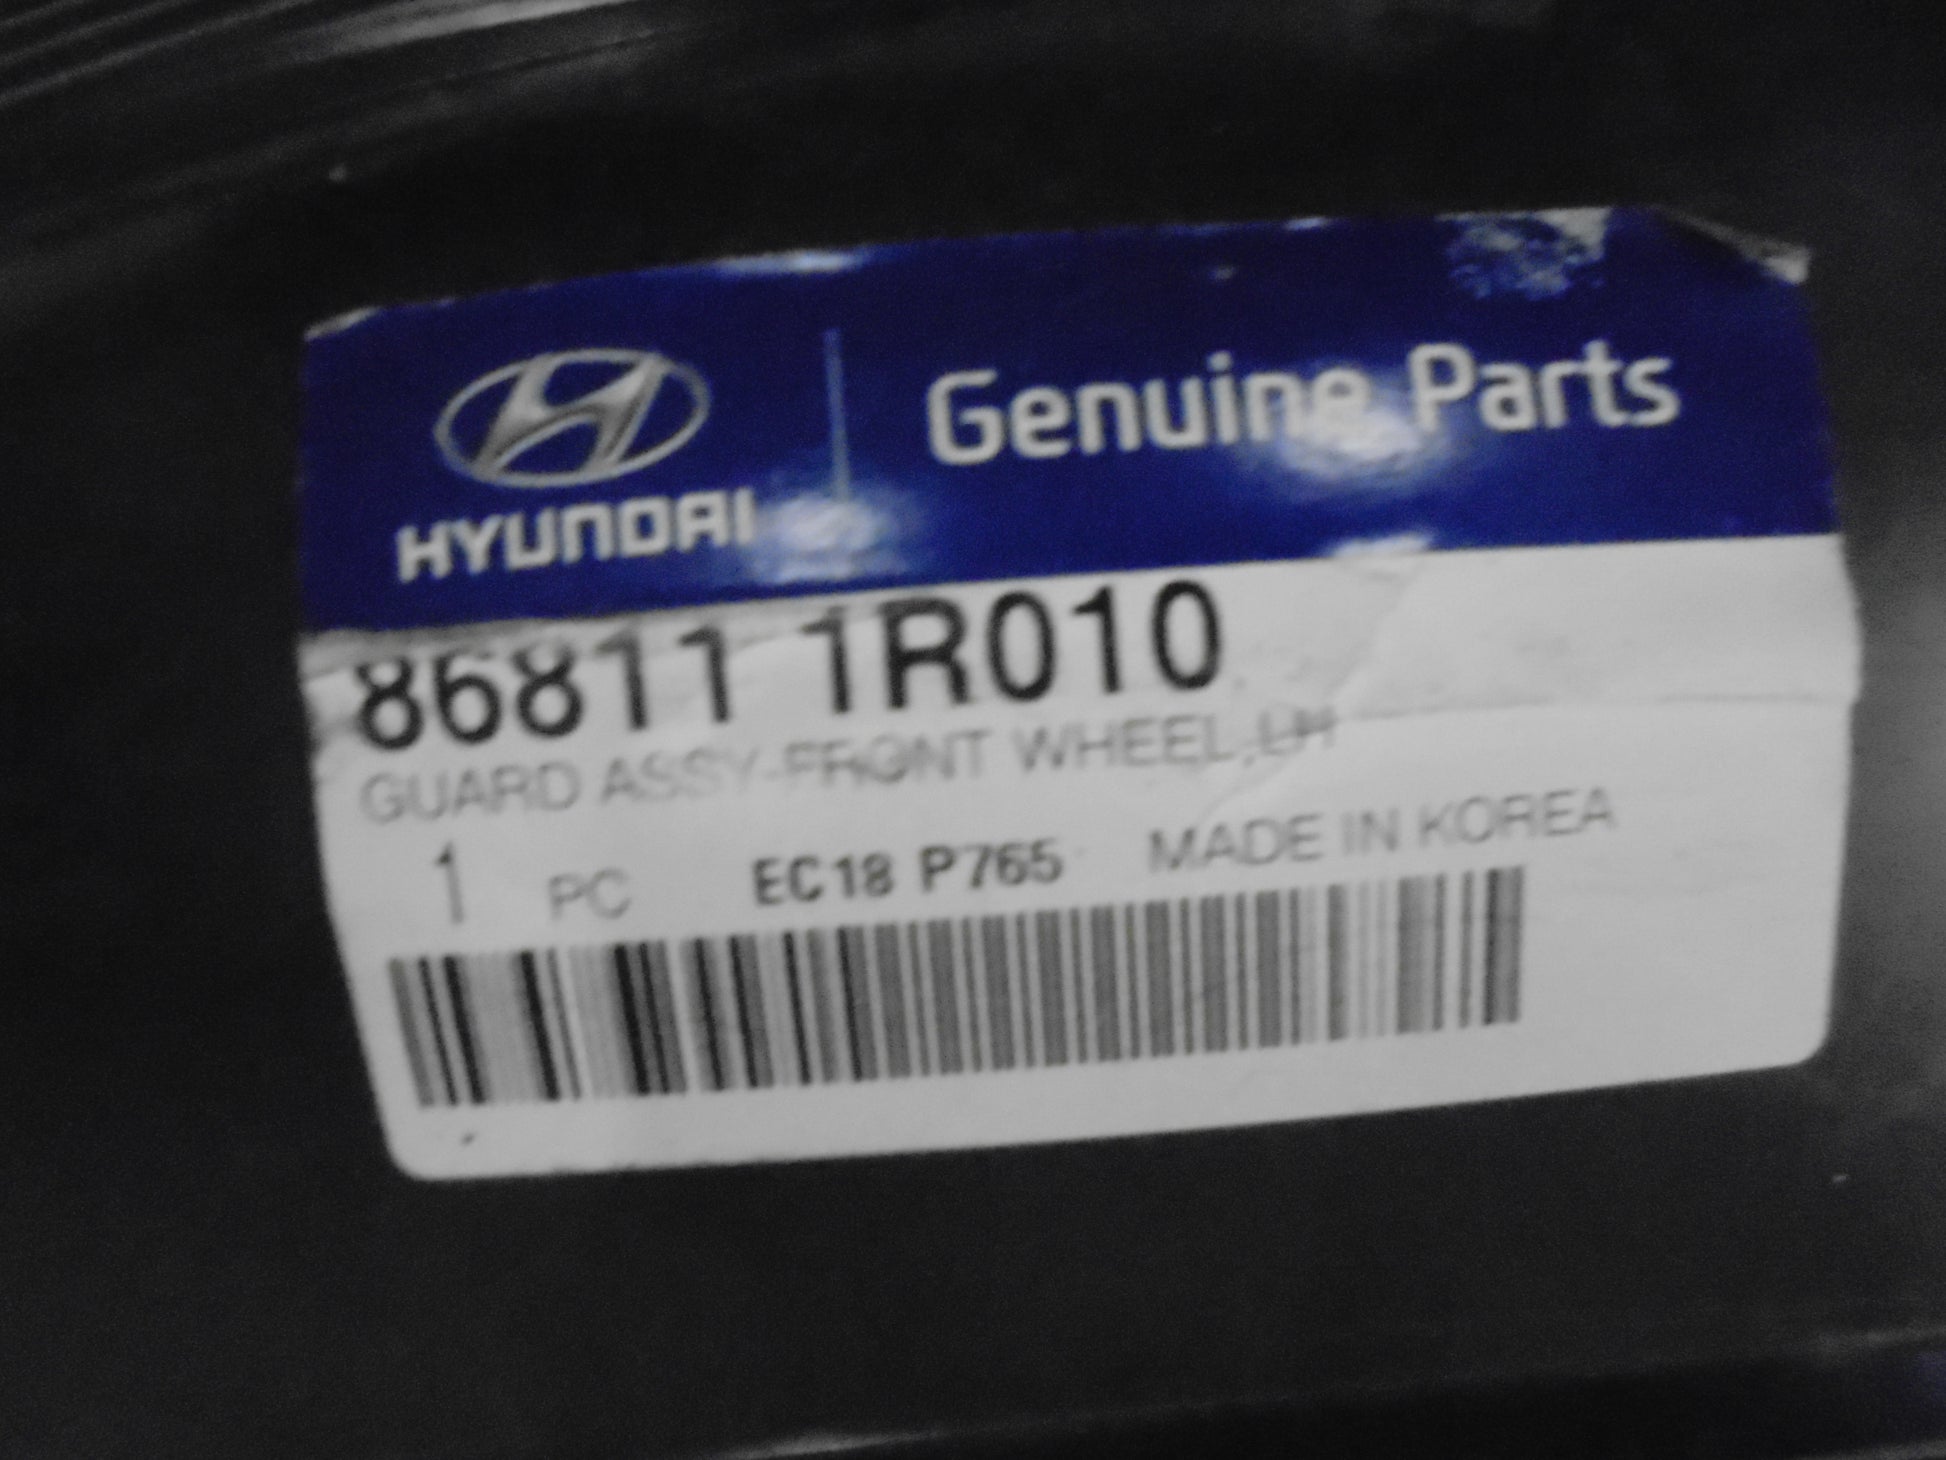 HYUNDAI
Genuine Parts
86811 1R010
GUARD ASSY-FRONT WHEEL,LH
1 PC EC18 P765 MADE IN KOREA